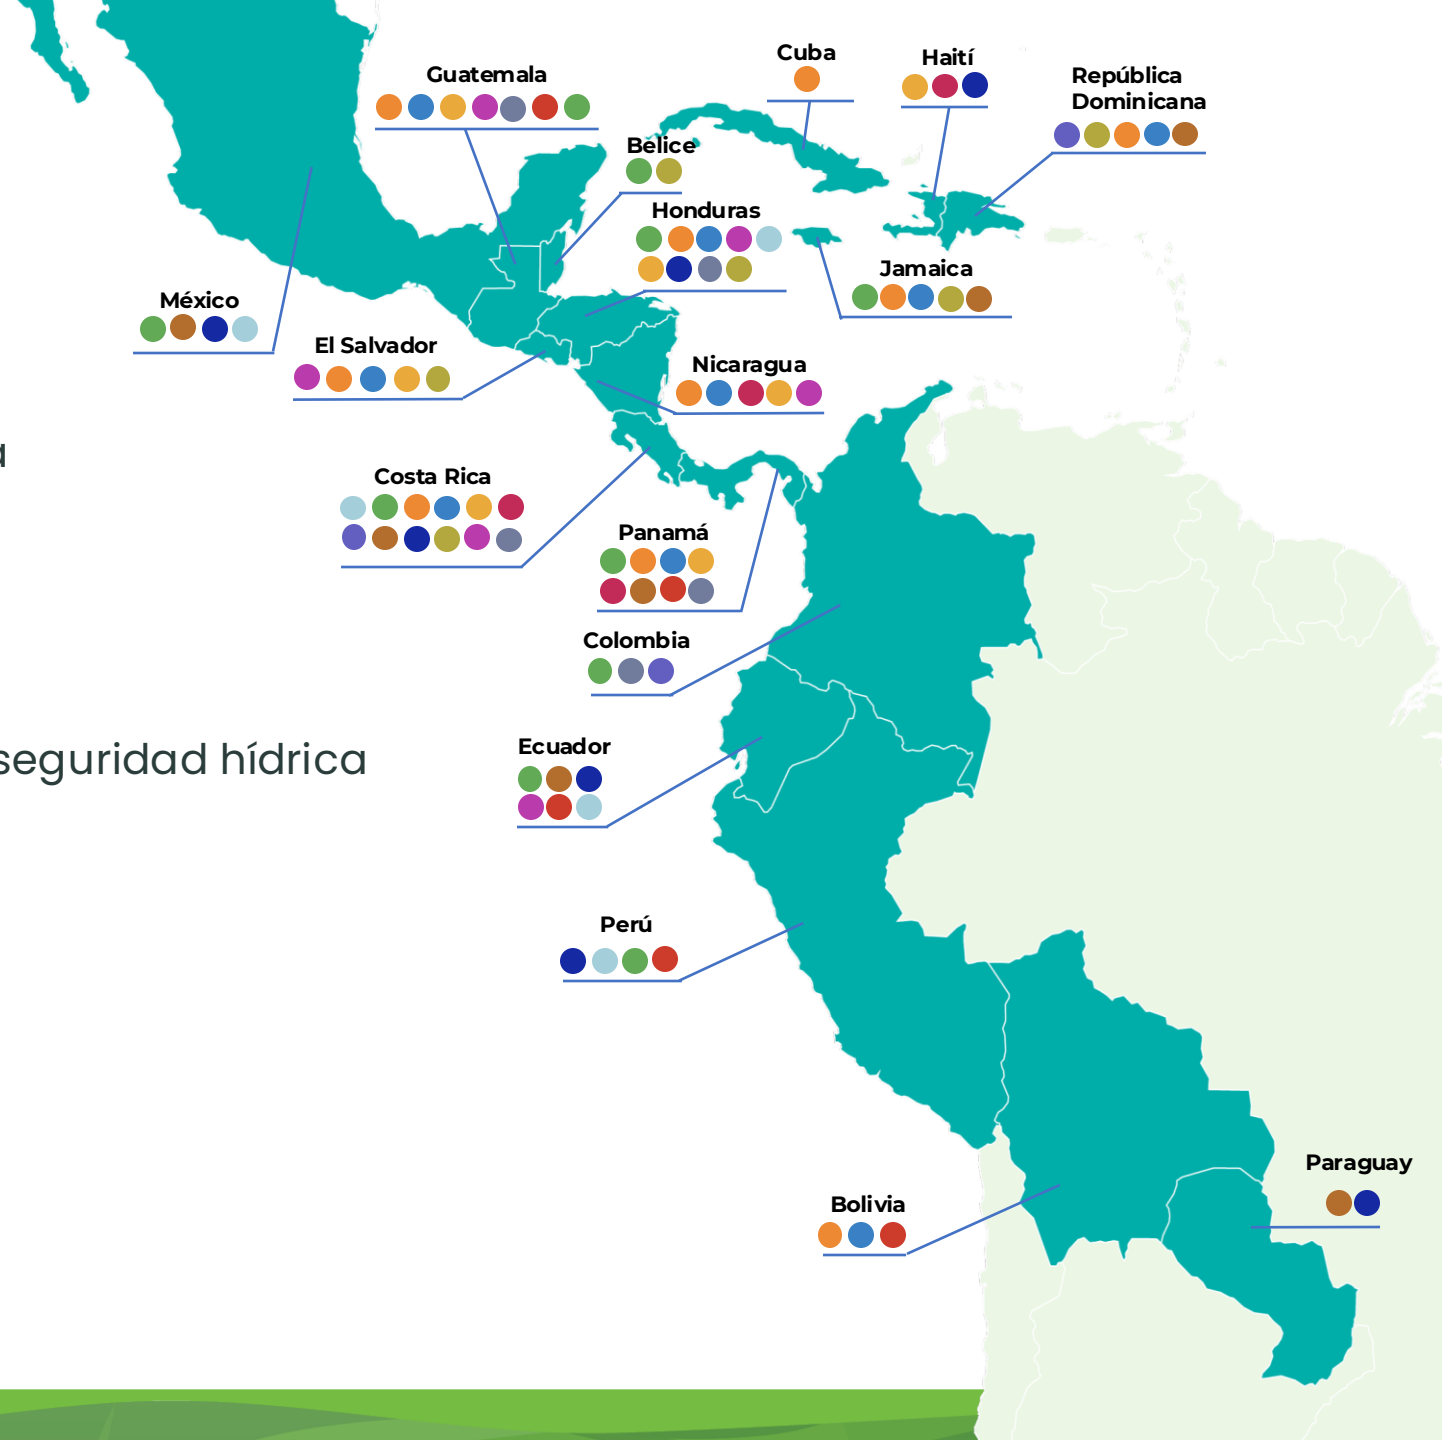 Cuba
Haití
Guatemala
República
Dominicana
Belice
Honduras
Jamaica
México
El Salvador
Nicaragua
a
Costa Rica
Panamá
Colombia
Ecuador
seguridad hídrica
Perú
Paraguay
Bolivia